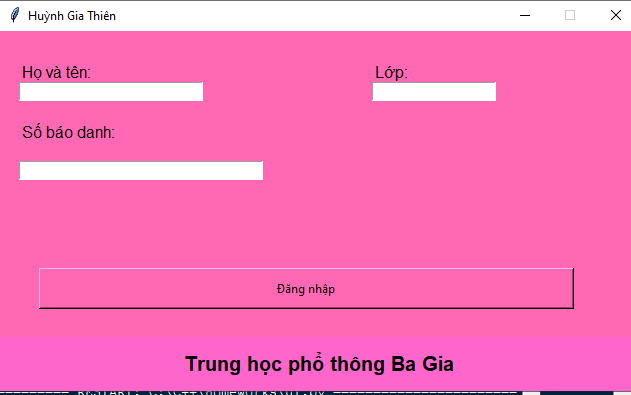 Huỳnh Gia Thiên
Họ và tên:
Lớp:
Số báo danh:
Đăng nhập
Trung học phổ thông Ba Gia